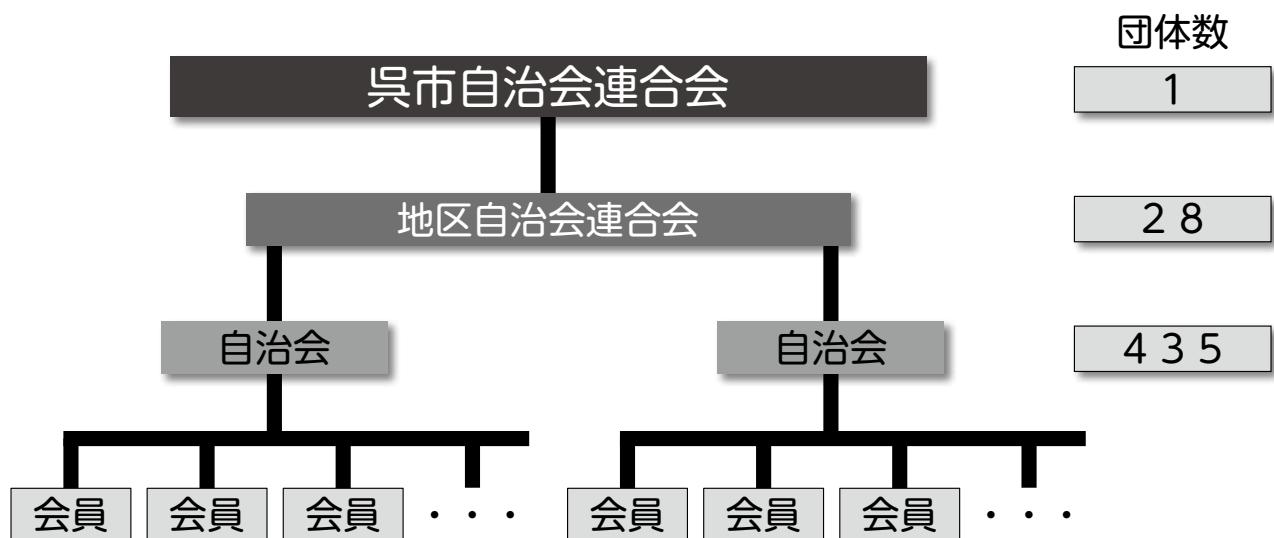 団体数
呉市自治会連合会 1
地区自治会連合会 28
自治会 自治会 435
会員 会員 会員 ・・・ 会員 会員 会員 ・・・